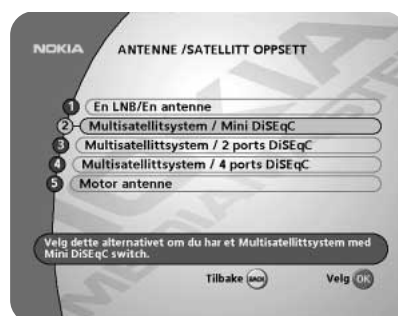 NOKIA
ANTENNE /SATELLITT OPPSETT
1 En LNB/En antenne
2 Multisatellitsystem / Mini DiSEqC
3 Multisatellittsystem / 2 ports DiSEqC
4 Multisatellittsystem / 4 ports DiSEqC
5 Motor antenne
Velg dette alternativet om du har et Multisatellittsystem med
Mini DiSEqC switch.
Tilbake BACK Velg OK